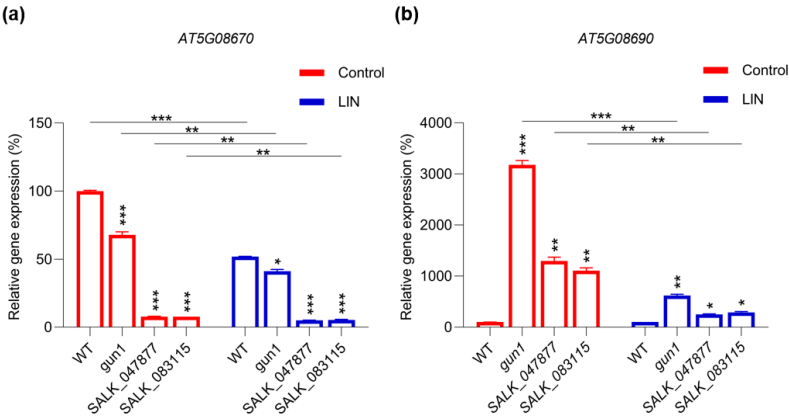 (a)
AT5G08670
Control
LIN
Relative gene expression (%)
150
100
50
0
***
**
**
**
***
***
***
*
***
***
WT
gun1
SALK_047877
SALK_083115
WT
gun1
SALK_047877
SALK_083115
(b)
AT5G08690
Control
LIN
Relative gene expression (%)
4000
3000
2000
1000
0
***
**
**
***
**
**
**
*
*
WT
gun1
SALK_047877
SALK_083115
WT
gun1
SALK_047877
SALK_083115